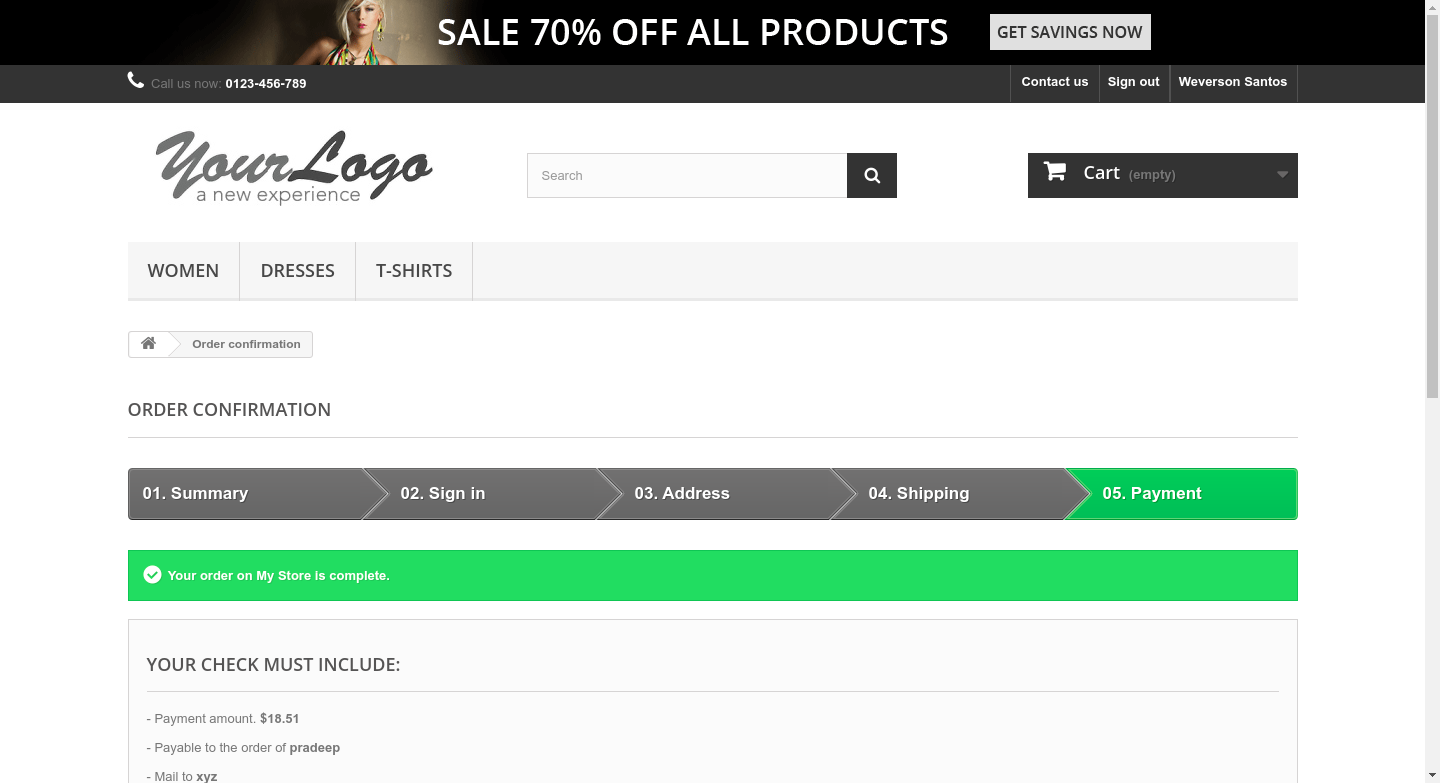 SALE 70% OFF ALL PRODUCTS GET SAVINGS NOW
Call us now: 0123-456-789 Contact us Sign out Weverson Santos
YourLogo
a new experience
Search
Cart (empty)
WOMEN DRESSES T-SHIRTS
Order confirmation
ORDER CONFIRMATION
01. Summary 02. Sign in 03. Address 04. Shipping 05. Payment
Your order on My Store is complete.
YOUR CHECK MUST INCLUDE:
- Payment amount. $18.51
- Payable to the order of pradeep
- Mail to xyz